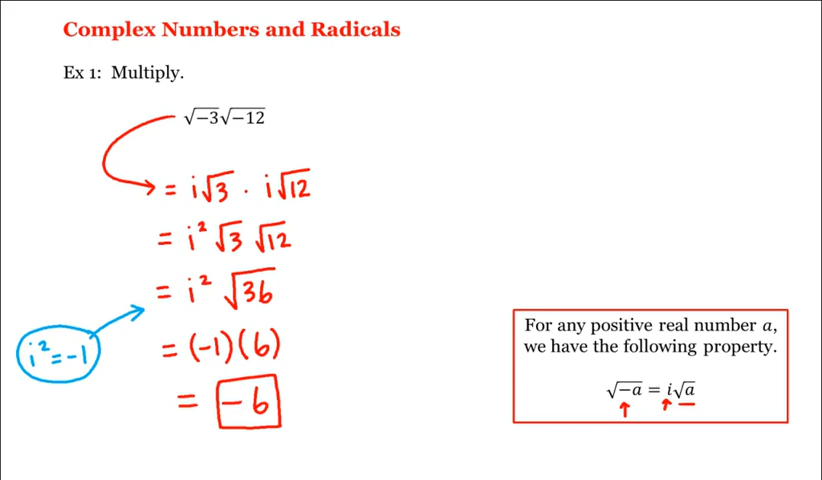 Complex Numbers and Radicals
Ex 1: Multiply.
√−3√−12
= i√3 · i√12
= i² √3 √12
= i² √36
i² = −1
= (−1)(6)
= −6
For any positive real number a,
we have the following property.
√−a = i√a